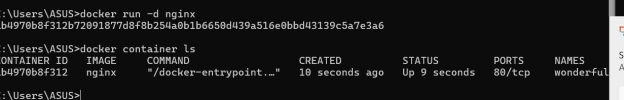 :\Users\ASUS>docker run -d nginx
b4970b8f312b72091877d8f8b254a0b1b6650d439a516e0bbd43139c5a7e3a6
:\Users\ASUS>docker container ls
CONTAINER ID IMAGE COMMAND CREATED STATUS PORTS NAMES
b4970b8f312 nginx "/docker-entrypoint.…" 10 seconds ago Up 9 seconds 80/tcp wonderful
:\Users\ASUS>